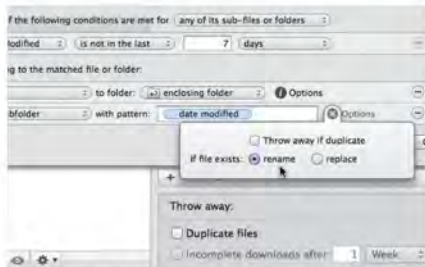 f the following conditions are met for any of its sub-files or folders
lodified is not in the last 7 days
g to the matched file or folder:
to folder: enclosing folder Options
bfolder with pattern: date modified Options
Throw away if duplicate
If file exists: rename replace
Throw away:
Duplicate files
Incomplete downloads after 1 Week